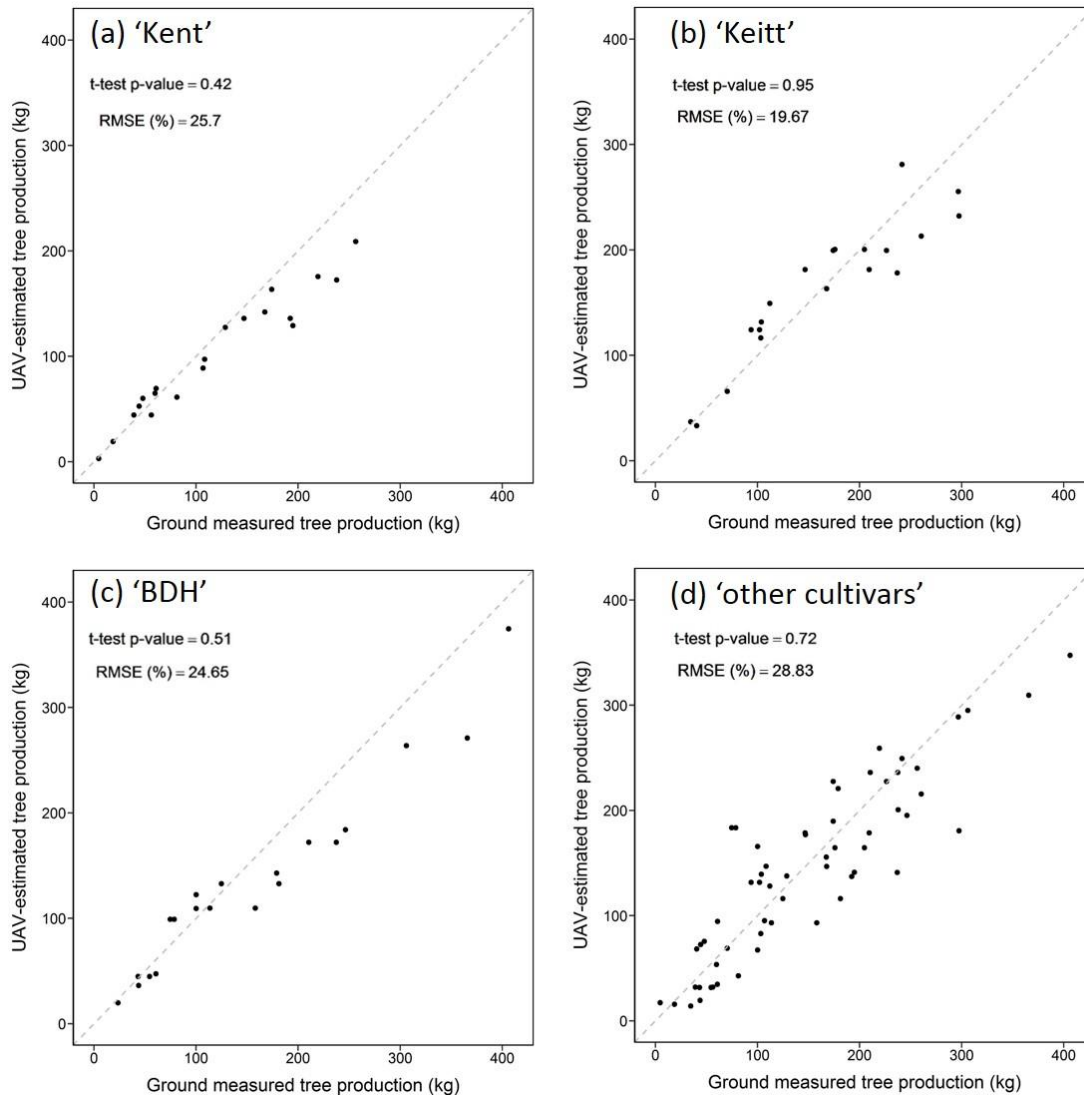 (a) ‘Kent’
t-test p-value = 0.42
RMSE (%) = 25.7
UAV-estimated tree production (kg)
400
300
200
100
0
0 100 200 300 400
Ground measured tree production (kg)
(b) ‘Keitt’
t-test p-value = 0.95
RMSE (%) = 19.67
UAV-estimated tree production (kg)
400
300
200
100
0
0 100 200 300 400
Ground measured tree production (kg)
(c) ‘BDH’
t-test p-value = 0.51
RMSE (%) = 24.65
UAV-estimated tree production (kg)
400
300
200
100
0
0 100 200 300 400
Ground measured tree production (kg)
(d) ‘other cultivars’
t-test p-value = 0.72
RMSE (%) = 28.83
UAV-estimated tree production (kg)
400
300
200
100
0
0 100 200 300 400
Ground measured tree production (kg)